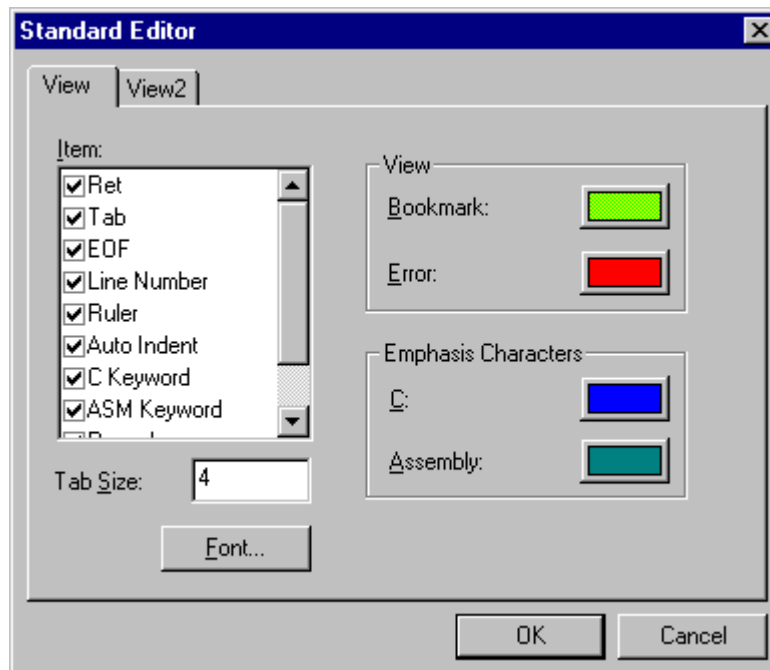 Standard Editor
View View2
Item:
Ret
Tab
EOF
Line Number
Ruler
Auto Indent
C Keyword
ASM Keyword
Tab Size: 4
Font...
View
Bookmark:
Error:
Emphasis Characters
C:
Assembly:
OK Cancel